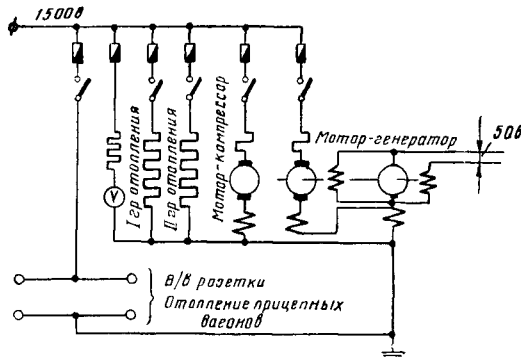 1500в
I гр отопления
II гр отопления
Мотор-компрессор
Мотор-генератор
50в
V
В/в розетки
Отопление прицепных
вагонов